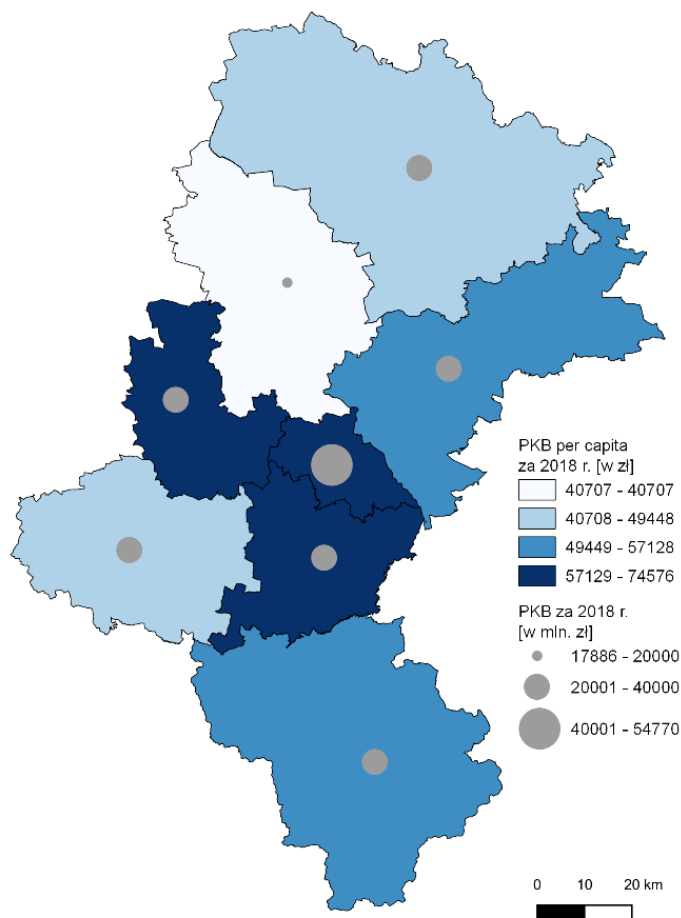 PKB per capita
za 2018 r. [w zł]
40707 - 40707
40708 - 49448
49449 - 57128
57129 - 74576
PKB za 2018 r.
[w mln. zł]
17886 - 20000
20001 - 40000
40001 - 54770
0 10 20 km